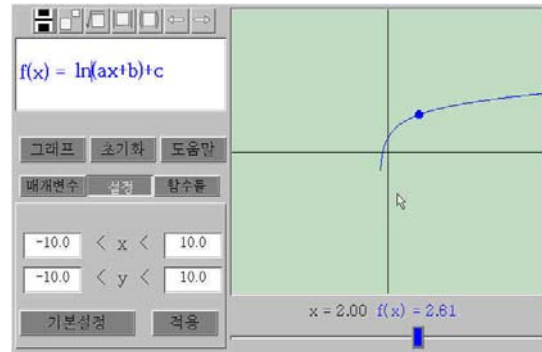 f(x) = ln(ax+b)+c
그래프 초기화 도움말
매개변수 설정 함수틀
-10.0 < x < 10.0
-10.0 < y < 10.0
기본설정 적용
x = 2.00 f(x) = 2.61